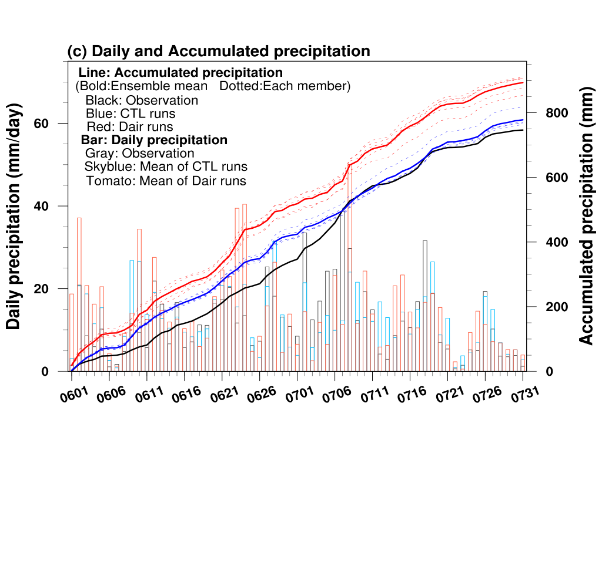 (c) Daily and Accumulated precipitation
Line: Accumulated precipitation
(Bold:Ensemble mean Dotted:Each member)
Black: Observation
Blue: CTL runs
Red: Dair runs
Bar: Daily precipitation
Gray: Observation
Skyblue: Mean of CTL runs
Tomato: Mean of Dair runs
Daily precipitation (mm/day)
60
40
20
0
Accumulated precipitation (mm)
800
600
400
200
0
0601 0606 0611 0616 0621 0626 0701 0706 0711 0716 0721 0726 0731